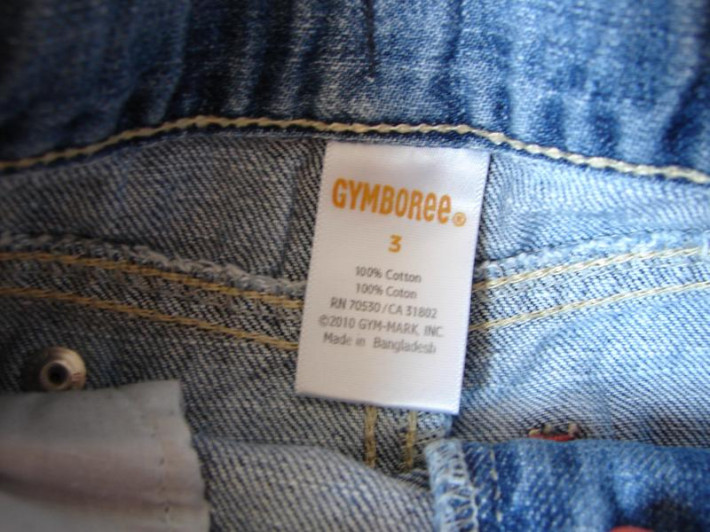 GYMBOREE®
3
100% Cotton
100% Coton
RN 70530/CA 31802
©2010 GYM-MARK, INC.
Made in Bangladesh